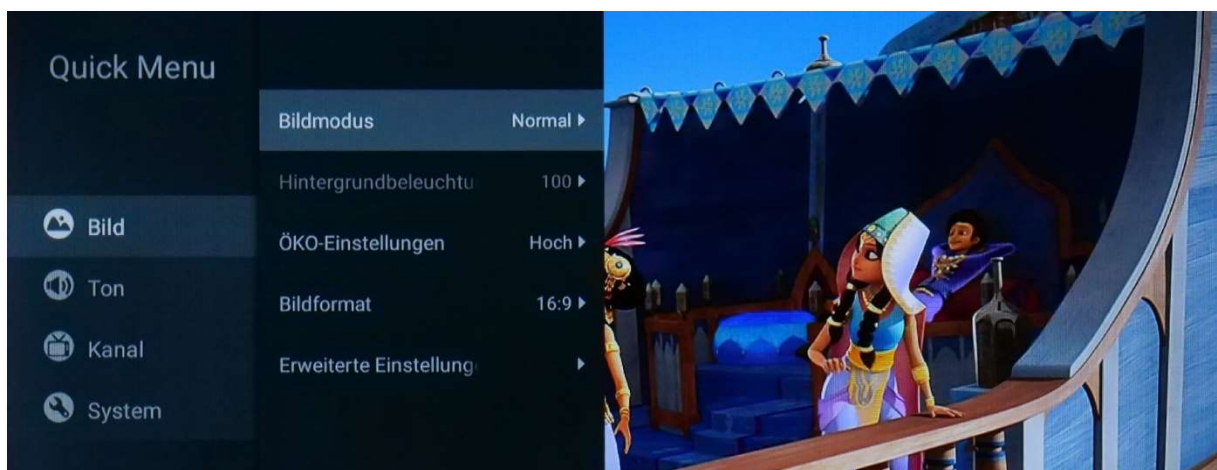 Quick Menu
Bild
Ton
Kanal
System
Bildmodus Normal
Hintergrundbeleuchtu 100
ÖKO-Einstellungen Hoch
Bildformat 16:9
Erweiterte Einstellung